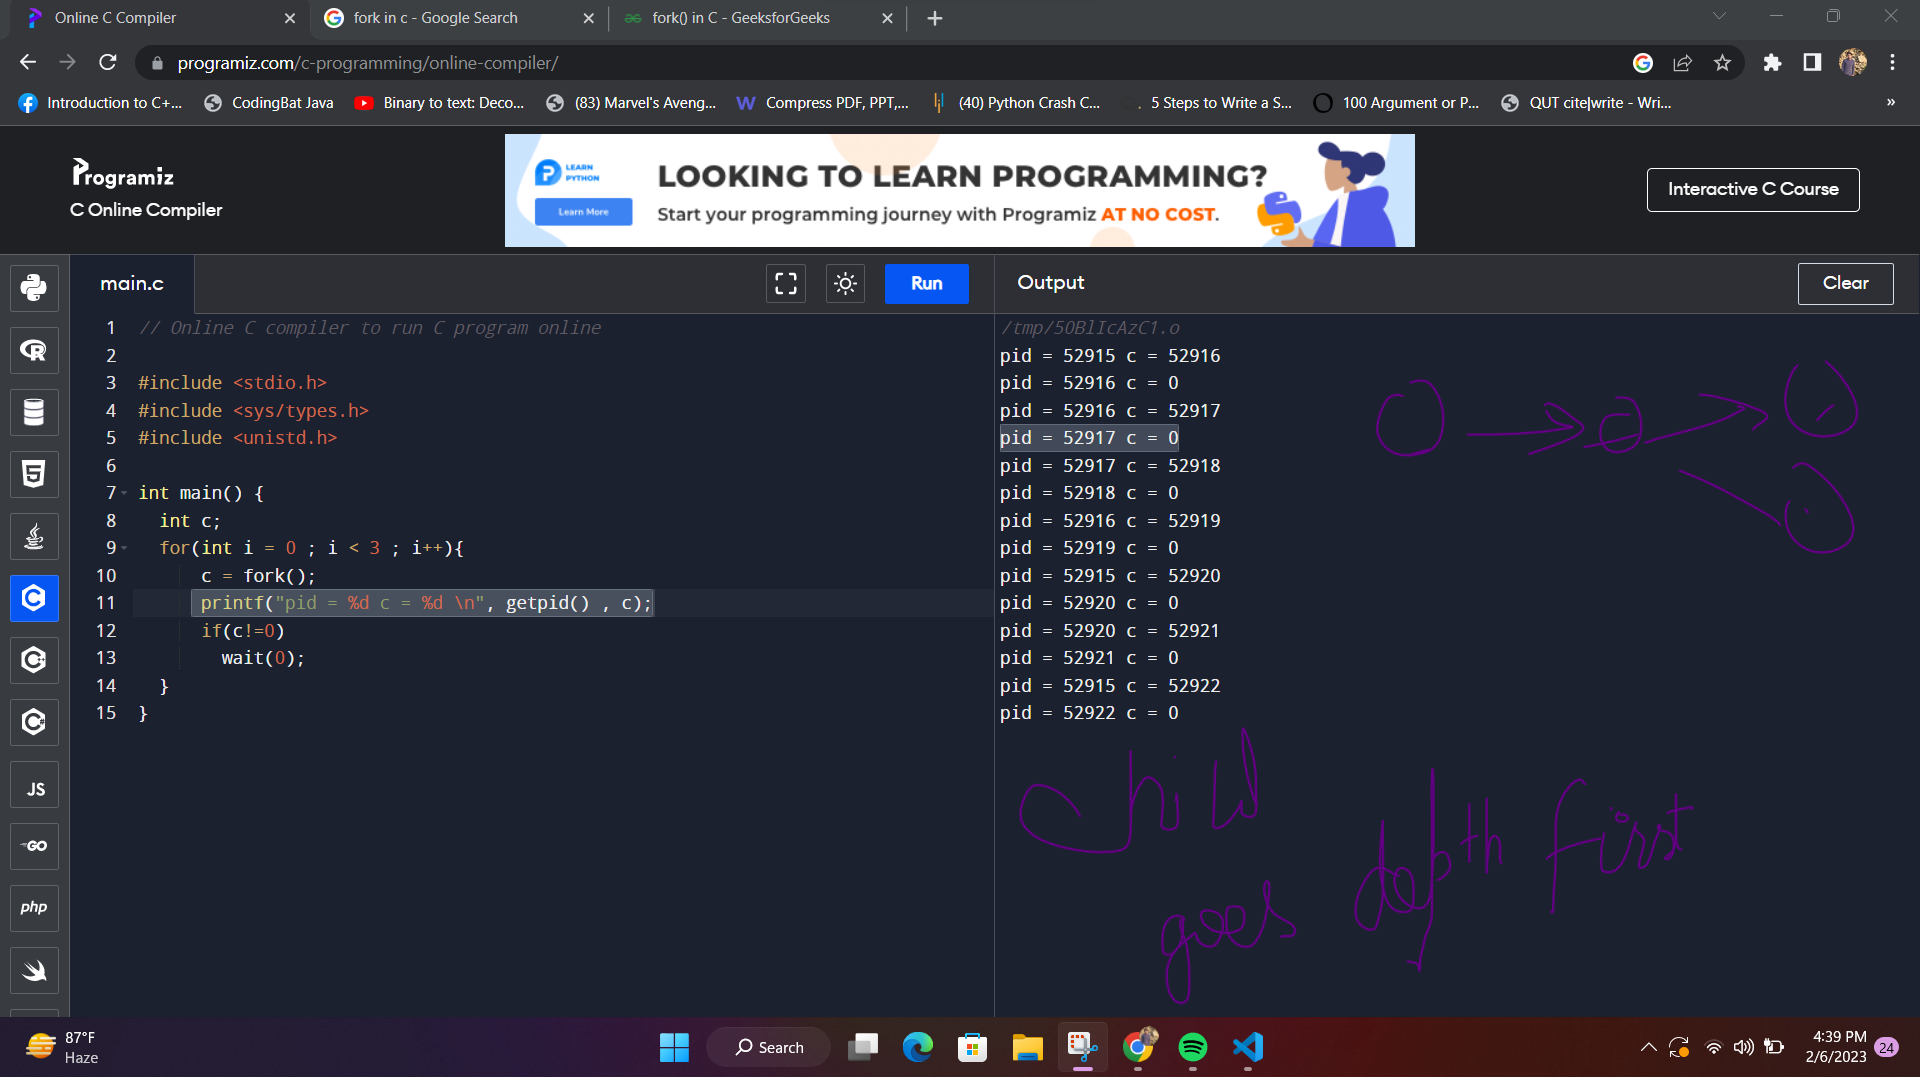 Online C Compiler
fork in c - Google Search
fork() in C - GeeksforGeeks
programiz.com/c-programming/online-compiler/
Introduction to C+...
CodingBat Java
Binary to text: Deco...
(83) Marvel's Aveng...
Compress PDF, PPT,...
(40) Python Crash C...
5 Steps to Write a S...
100 Argument or P...
QUT cite|write - Wri...
»
Programiz
C Online Compiler
LEARN
PYTHON
Learn More
LOOKING TO LEARN PROGRAMMING?
Start your programming journey with Programiz AT NO COST.
Interactive C Course
main.c
Run
Output
Clear
1 // Online C compiler to run C program online
2
3 #include <stdio.h>
4 #include <sys/types.h>
5 #include <unistd.h>
6
7 int main() {
8 int c;
9 for(int i = 0 ; i < 3 ; i++){
10 c = fork();
11 printf("pid = %d c = %d \n", getpid() , c);
12 if(c!=0)
13 wait(0);
14 }
15 }
/tmp/5OBlIcAzC1.o
pid = 52915 c = 52916
pid = 52916 c = 0
pid = 52916 c = 52917
pid = 52917 c = 0
pid = 52917 c = 52918
pid = 52918 c = 0
pid = 52916 c = 52919
pid = 52919 c = 0
pid = 52915 c = 52920
pid = 52920 c = 0
pid = 52920 c = 52921
pid = 52921 c = 0
pid = 52915 c = 52922
pid = 52922 c = 0
child
goes depth first
JS
GO
php
87°F
Haze
Search
4:39 PM
2/6/2023
24